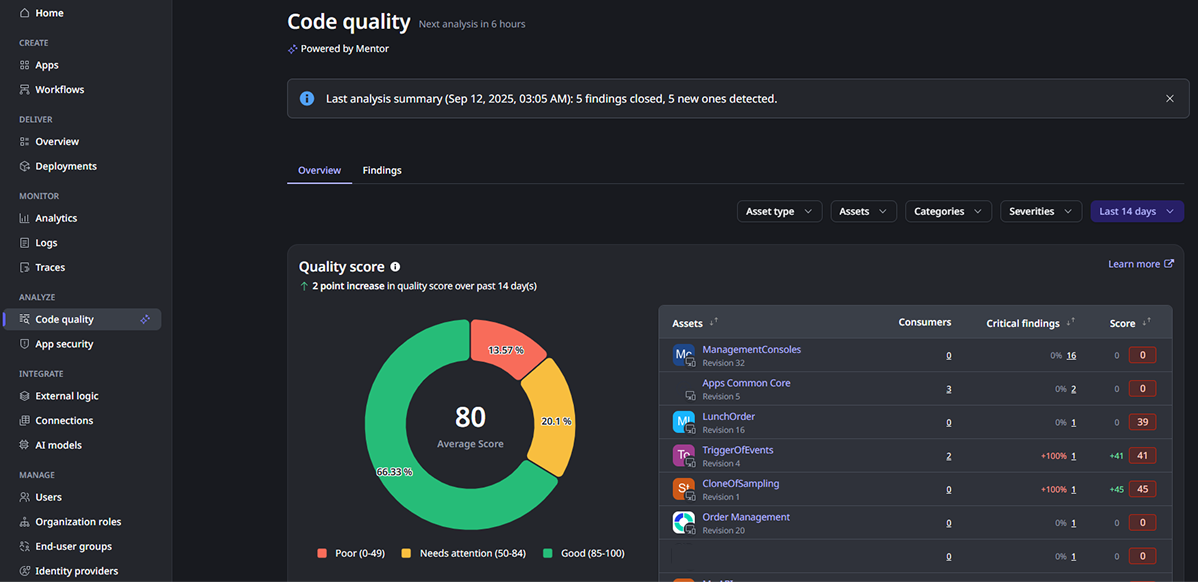 Home
CREATE
Apps
Workflows
DELIVER
Overview
Deployments
MONITOR
Analytics
Logs
Traces
ANALYZE
Code quality
App security
INTEGRATE
External logic
Connections
AI models
MANAGE
Users
Organization roles
End-user groups
Identity providers
Code quality Next analysis in 6 hours
Powered by Mentor
Last analysis summary (Sep 12, 2025, 03:05 AM): 5 findings closed, 5 new ones detected.
Overview Findings
Asset type Assets Categories Severities Last 14 days
Quality score Learn more
2 point increase in quality score over past 14 day(s)
13.57 %
20.1 %
66.33 %
80
Average Score
Poor (0-49) Needs attention (50-84) Good (85-100)
Assets Consumers Critical findings Score
Mc ManagementConsoles 0 0% 16 0 0
Revision 32
Apps Common Core 3 0% 2 0 0
Revision 5
LunchOrder 0 0% 1 0 39
Revision 16
TriggerOfEvents 2 +100% 1 +41 41
Revision 4
St CloneOfSampling 0 +100% 1 +45 45
Revision 1
Order Management 0 0% 1 0 0
Revision 20
0 0% 1 0 0